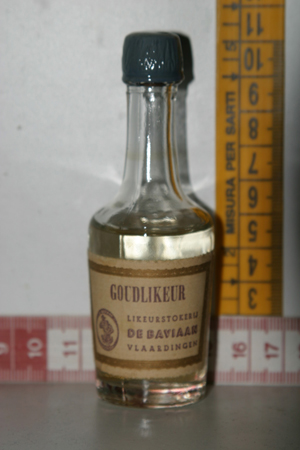 GOUDLIKEUR
LIKEURSTOKERIJ
DE BAVIAAN
VLAARDINGEN
MISURA PER SARTI
2
11
10
9
8
7
6
5
4
3
10
11
16
17